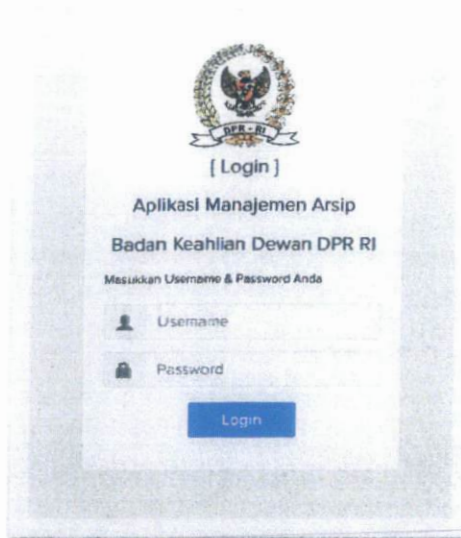 DPR - RI
[ Login ]
Aplikasi Manajemen Arsip
Badan Keahlian Dewan DPR RI
Masukkan Username & Password Anda
Username
Password
Login